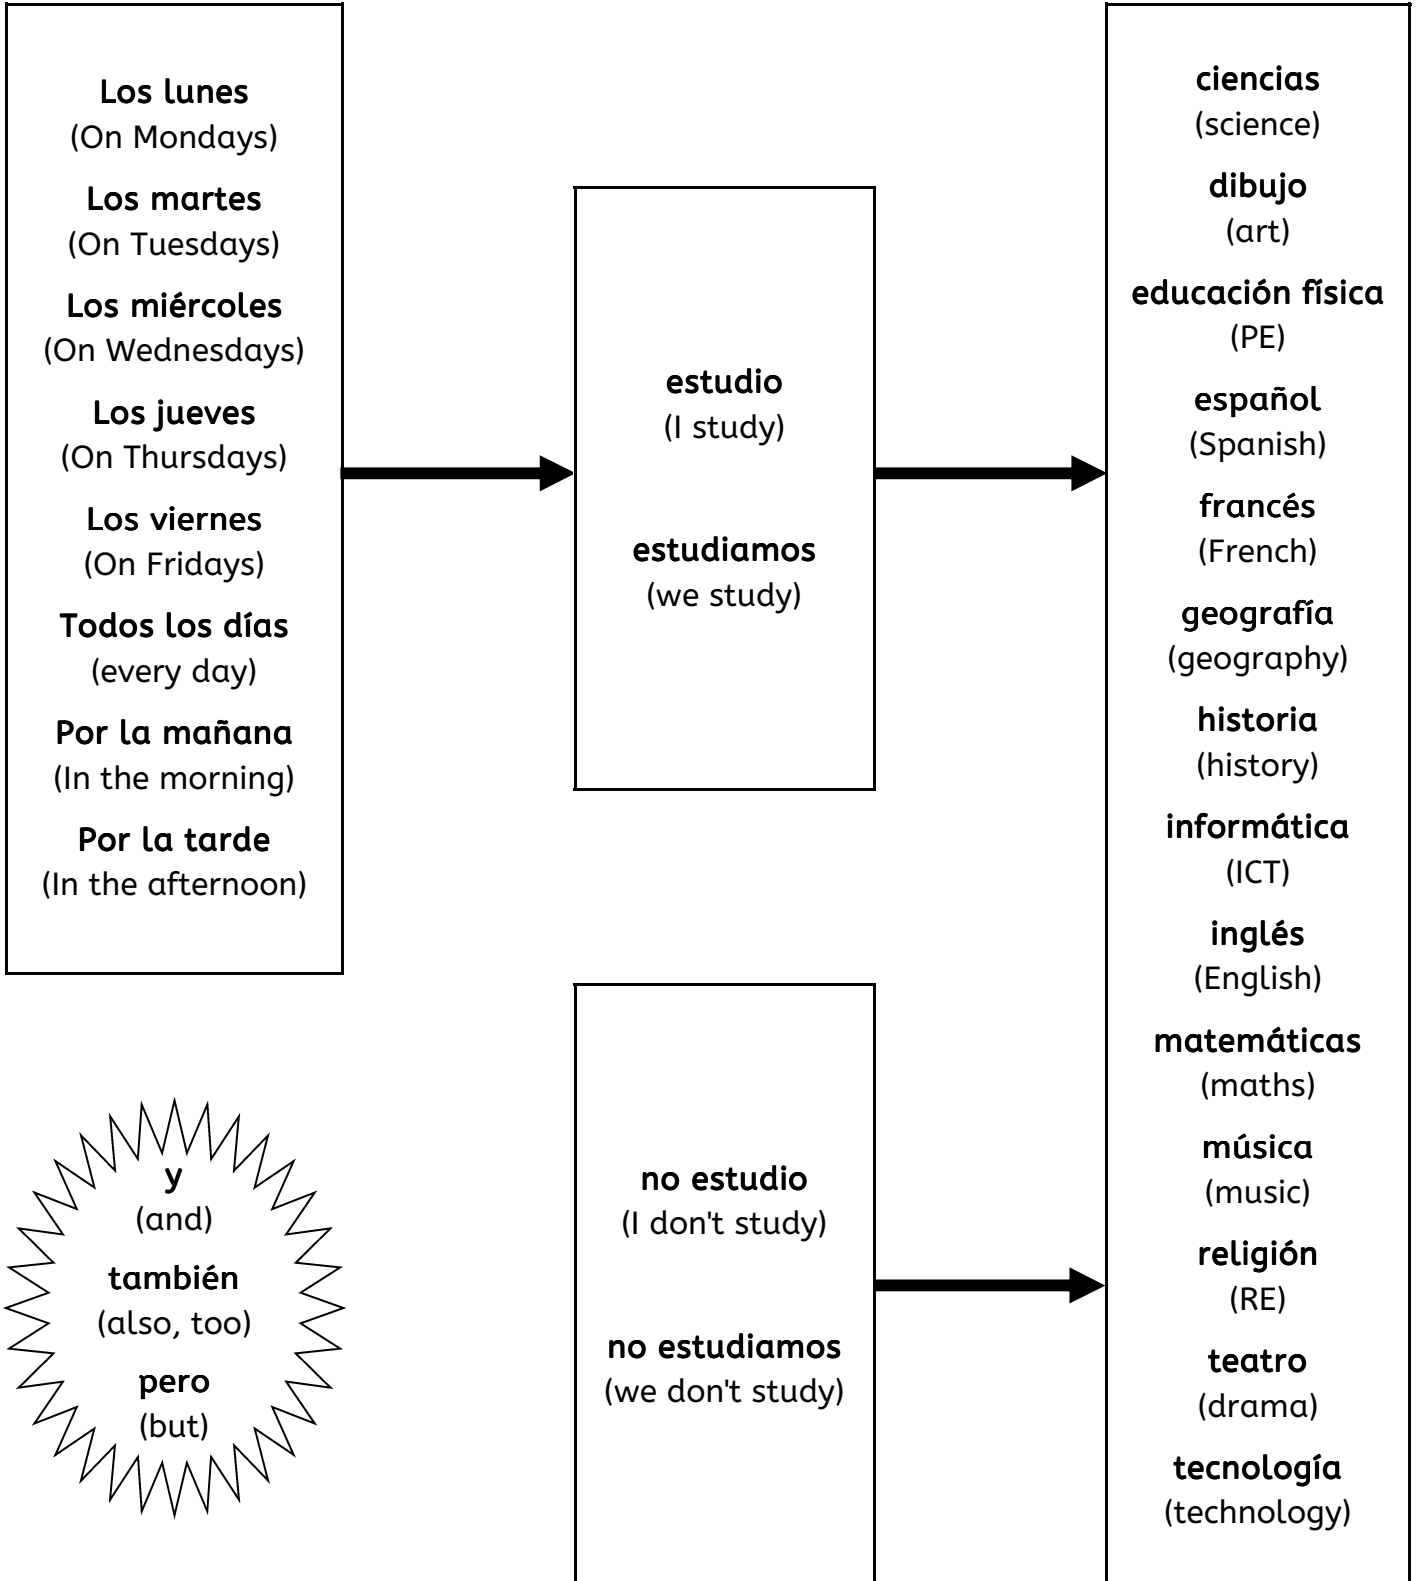 Los lunes
(On Mondays)
Los martes
(On Tuesdays)
Los miércoles
(On Wednesdays)
Los jueves
(On Thursdays)
Los viernes
(On Fridays)
Todos los días
(every day)
Por la mañana
(In the morning)
Por la tarde
(In the afternoon)
y
(and)
también
(also, too)
pero
(but)
estudio
(I study)
estudiamos
(we study)
no estudio
(I don't study)
no estudiamos
(we don't study)
ciencias
(science)
dibujo
(art)
educación física
(PE)
español
(Spanish)
francés
(French)
geografía
(geography)
historia
(history)
informática
(ICT)
inglés
(English)
matemáticas
(maths)
música
(music)
religión
(RE)
teatro
(drama)
tecnología
(technology)